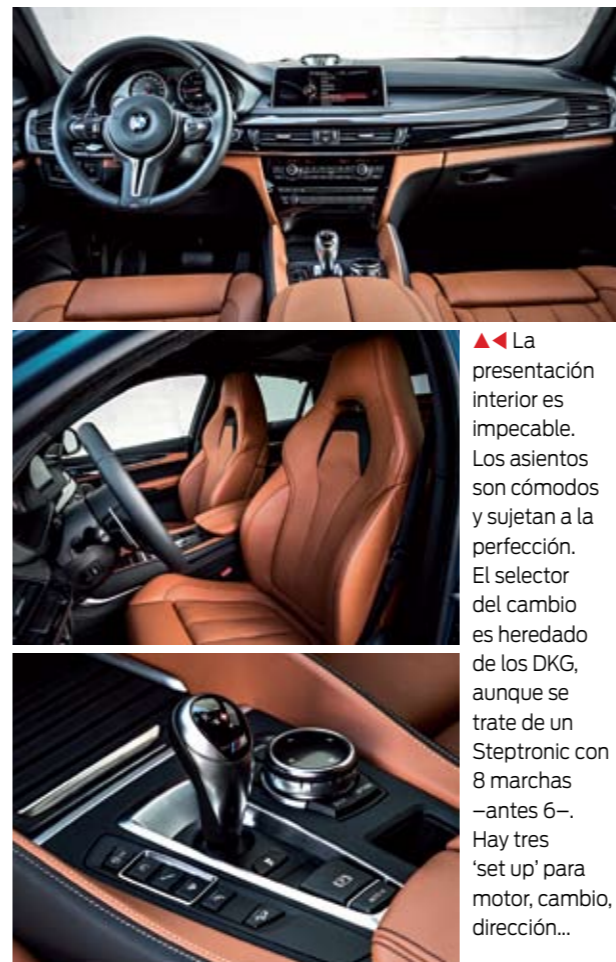 ▲◀ La
presentación
interior es
impecable.
Los asientos
son cómodos
y sujetan a la
perfección.
El selector
del cambio
es heredado
de los DKG,
aunque se
trate de un
Steptronic con
8 marchas
–antes 6–.
Hay tres
‘set up’ para
motor, cambio,
dirección...